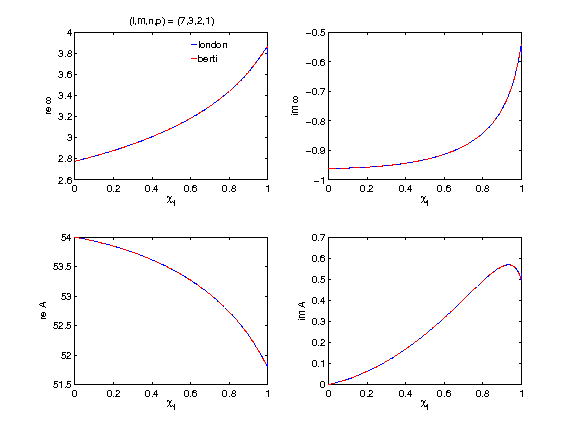 (l,m,n,p) = (7,3,2,1)
4
3.8
3.6
3.4
3.2
3
2.8
2.6
re ω
london
berti
0 0.2 0.4 0.6 0.8 1
χf
−0.5
−0.6
−0.7
−0.8
−0.9
−1
im ω
0 0.2 0.4 0.6 0.8 1
χf
54
53.5
53
52.5
52
51.5
re A
0 0.2 0.4 0.6 0.8 1
χf
0.7
0.6
0.5
0.4
0.3
0.2
0.1
0
im A
0 0.2 0.4 0.6 0.8 1
χf